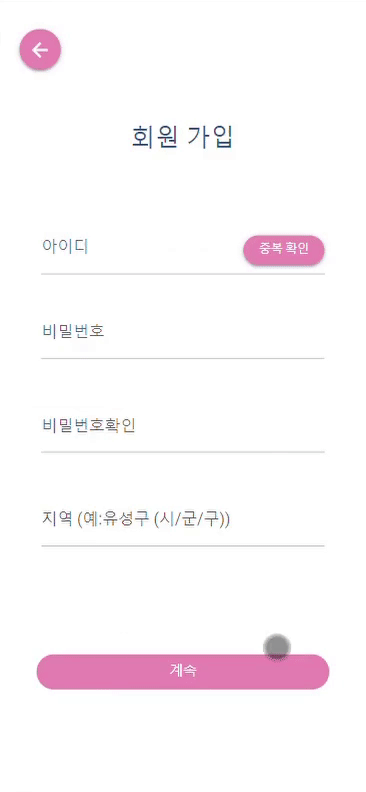 회원 가입
아이디
중복 확인
비밀번호
비밀번호확인
지역 (예:유성구 (시/군/구))
계속